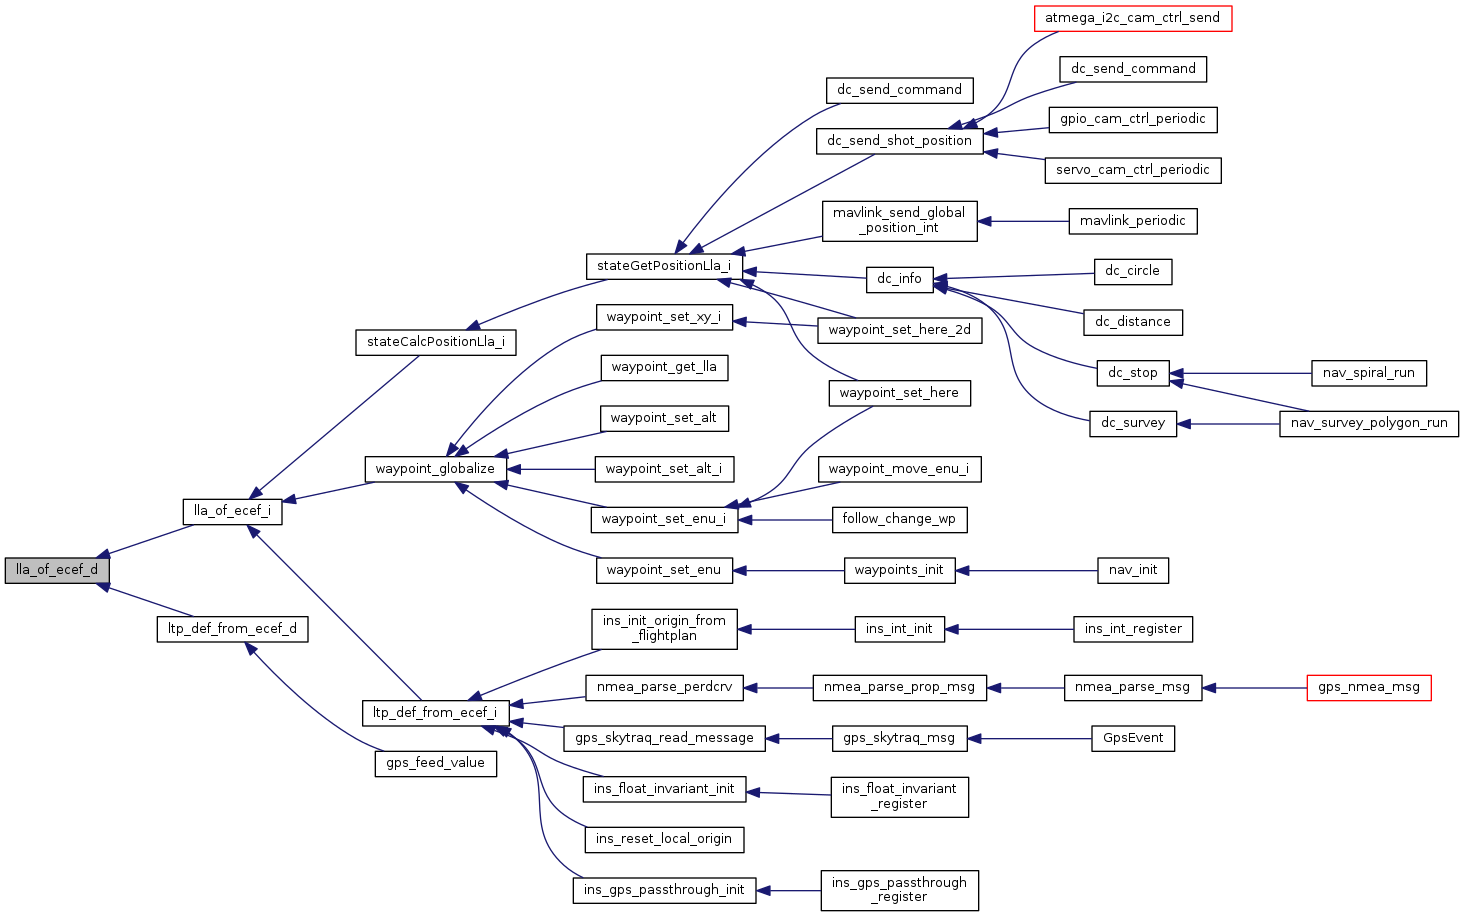 atmega_i2c_cam_ctrl_send
dc_send_command
dc_send_command
gpio_cam_ctrl_periodic
dc_send_shot_position
servo_cam_ctrl_periodic
mavlink_send_global
_position_int
mavlink_periodic
stateGetPositionLla_i
dc_info
dc_circle
waypoint_set_xy_i
waypoint_set_here_2d
dc_distance
stateCalcPositionLla_i
waypoint_get_lla
dc_stop
nav_spiral_run
waypoint_set_here
waypoint_set_alt
dc_survey
nav_survey_polygon_run
waypoint_globalize
waypoint_set_alt_i
waypoint_move_enu_i
lla_of_ecef_i
waypoint_set_enu_i
follow_change_wp
lla_of_ecef_d
waypoint_set_enu
waypoints_init
nav_init
ltp_def_from_ecef_d
ins_init_origin_from
_flightplan
ins_int_init
ins_int_register
nmea_parse_perdcrv
nmea_parse_prop_msg
nmea_parse_msg
gps_nmea_msg
ltp_def_from_ecef_i
gps_skytraq_read_message
gps_skytraq_msg
GpsEvent
gps_feed_value
ins_float_invariant_init
ins_float_invariant
_register
ins_reset_local_origin
ins_gps_passthrough_init
ins_gps_passthrough
_register